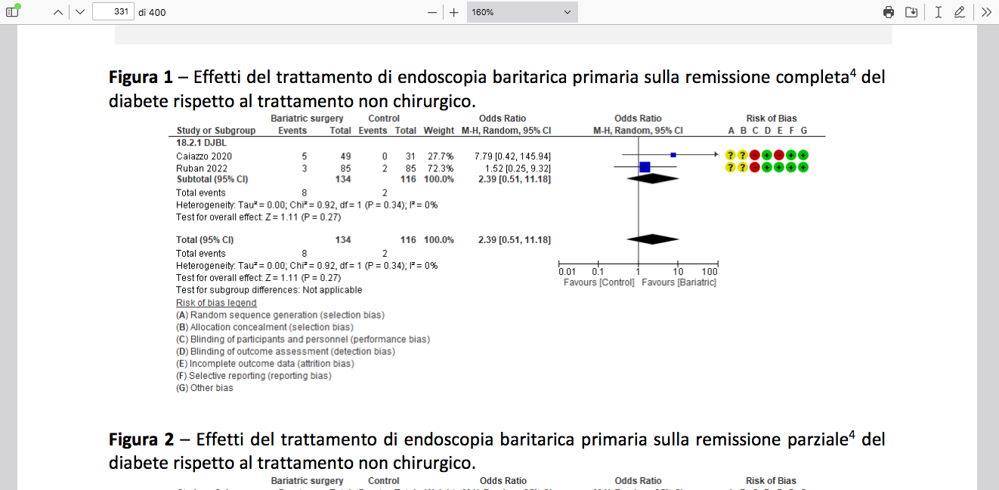 331 di 400 160%
Figura 1 – Effetti del trattamento di endoscopia baritarica primaria sulla remissione completa⁴ del
diabete rispetto al trattamento non chirurgico.
Bariatric surgery Control Odds Ratio Odds Ratio Risk of Bias
Study or Subgroup Events Total Events Total Weight M-H, Random, 95% CI M-H, Random, 95% CI A B C D E F G
18.2.1 DJBL
Caiazzo 2020 5 49 0 31 27.7% 7.79 [0.42, 145.94] ? ? - + - + +
Ruban 2022 3 85 2 85 72.3% 1.52 [0.25, 9.32] ? ? - + + + +
Subtotal (95% CI) 134 116 100.0% 2.39 [0.51, 11.18]
Total events 8 2
Heterogeneity: Tau² = 0.00; Chi² = 0.92, df = 1 (P = 0.34); I² = 0%
Test for overall effect: Z = 1.11 (P = 0.27)
Total (95% CI) 134 116 100.0% 2.39 [0.51, 11.18]
Total events 8 2
Heterogeneity: Tau² = 0.00; Chi² = 0.92, df = 1 (P = 0.34); I² = 0%
Test for overall effect: Z = 1.11 (P = 0.27)
Test for subgroup differences: Not applicable
0.01 0.1 1 10 100
Favours [Control] Favours [Bariatric]
Risk of bias legend
(A) Random sequence generation (selection bias)
(B) Allocation concealment (selection bias)
(C) Blinding of participants and personnel (performance bias)
(D) Blinding of outcome assessment (detection bias)
(E) Incomplete outcome data (attrition bias)
(F) Selective reporting (reporting bias)
(G) Other bias
Figura 2 – Effetti del trattamento di endoscopia baritarica primaria sulla remissione parziale⁴ del
diabete rispetto al trattamento non chirurgico.
Bariatric surgery Control Odds Ratio Odds Ratio Risk of Bias